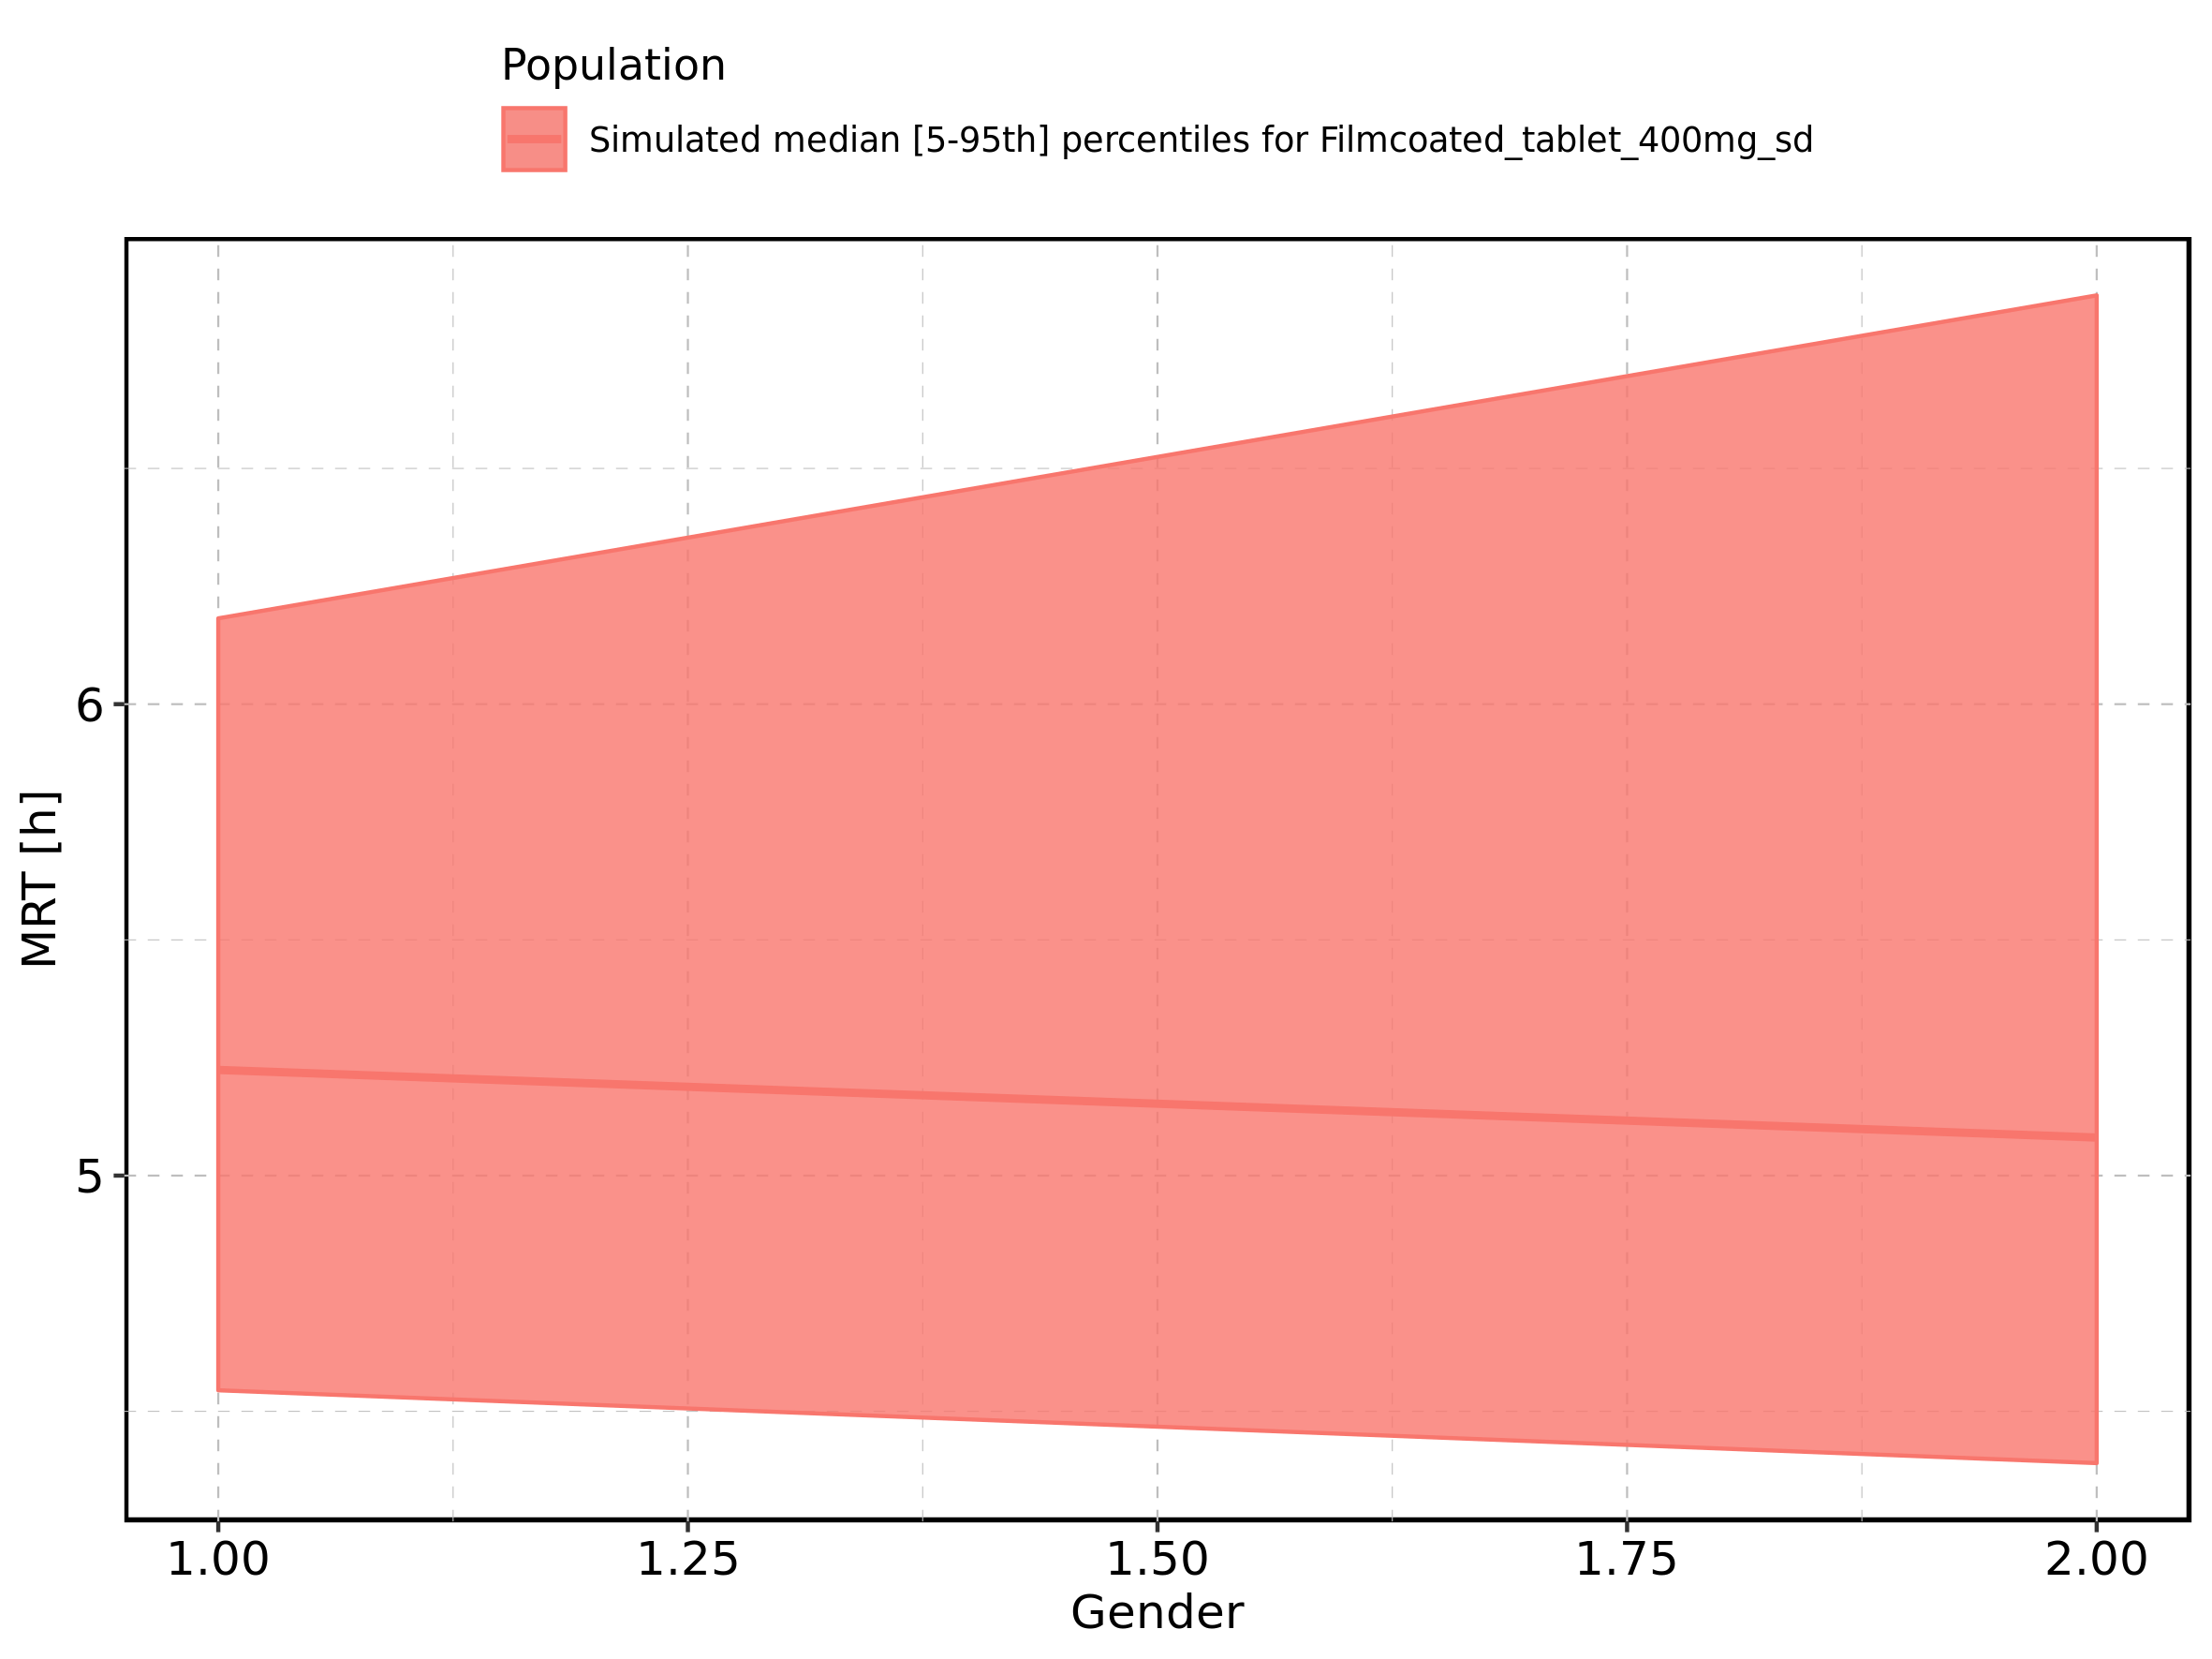 Population
Simulated median [5-95th] percentiles for Filmcoated_tablet_400mg_sd
MRT [h]
6
5
1.00 1.25 1.50 1.75 2.00
Gender